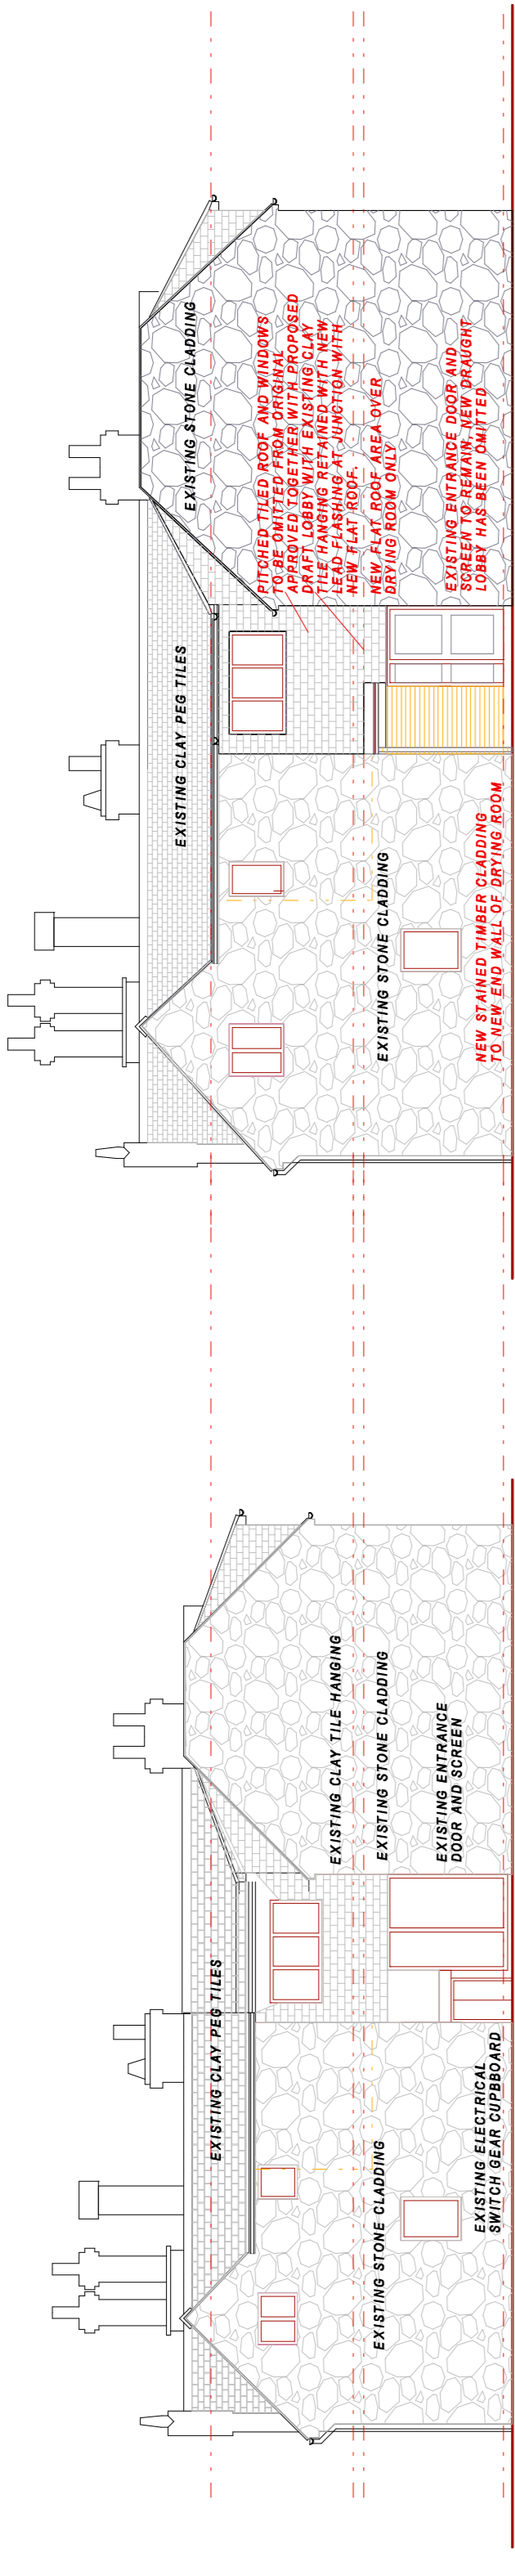 EXISTING STONE CLADDING
PITCHED TILED ROOF AND WINDOWS
TO BE OMITTED FROM ORIGINAL
APPROVED TOGETHER WITH PROPOSED
DRAFT LOBBY WITH EXISTING CLAY
TILE HANGING RETAINED WITH NEW
LEAD FLASHING AT JUNCTION WITH
NEW FLAT ROOF.
NEW FLAT ROOF AREA OVER
DRYING ROOM ONLY
EXISTING ENTRANCE DOOR AND
SCREEN TO REMAIN, NEW DRAUGHT
LOBBY HAS BEEN OMITTED
EXISTING CLAY PEG TILES
EXISTING STONE CLADDING
NEW STAINED TIMBER CLADDING
TO NEW END WALL OF DRYING ROOM
EXISTING CLAY TILE HANGING
EXISTING STONE CLADDING
EXISTING ENTRANCE
DOOR AND SCREEN
EXISTING CLAY PEG TILES
EXISTING STONE CLADDING
EXISTING ELECTRICAL
SWITCH GEAR CUPBBOARD